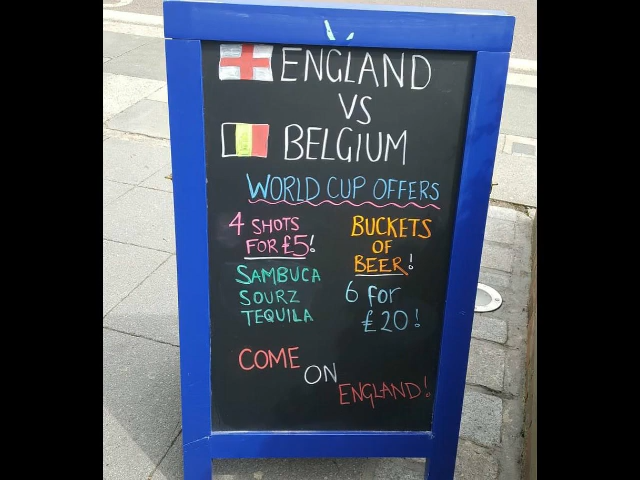 ENGLAND
VS
BELGIUM
WORLD CUP OFFERS
4 SHOTS
FOR £5!
SAMBUCA
SOURZ
TEQUILA
BUCKETS
OF
BEER!
6 for
£20!
COME
ON
ENGLAND!